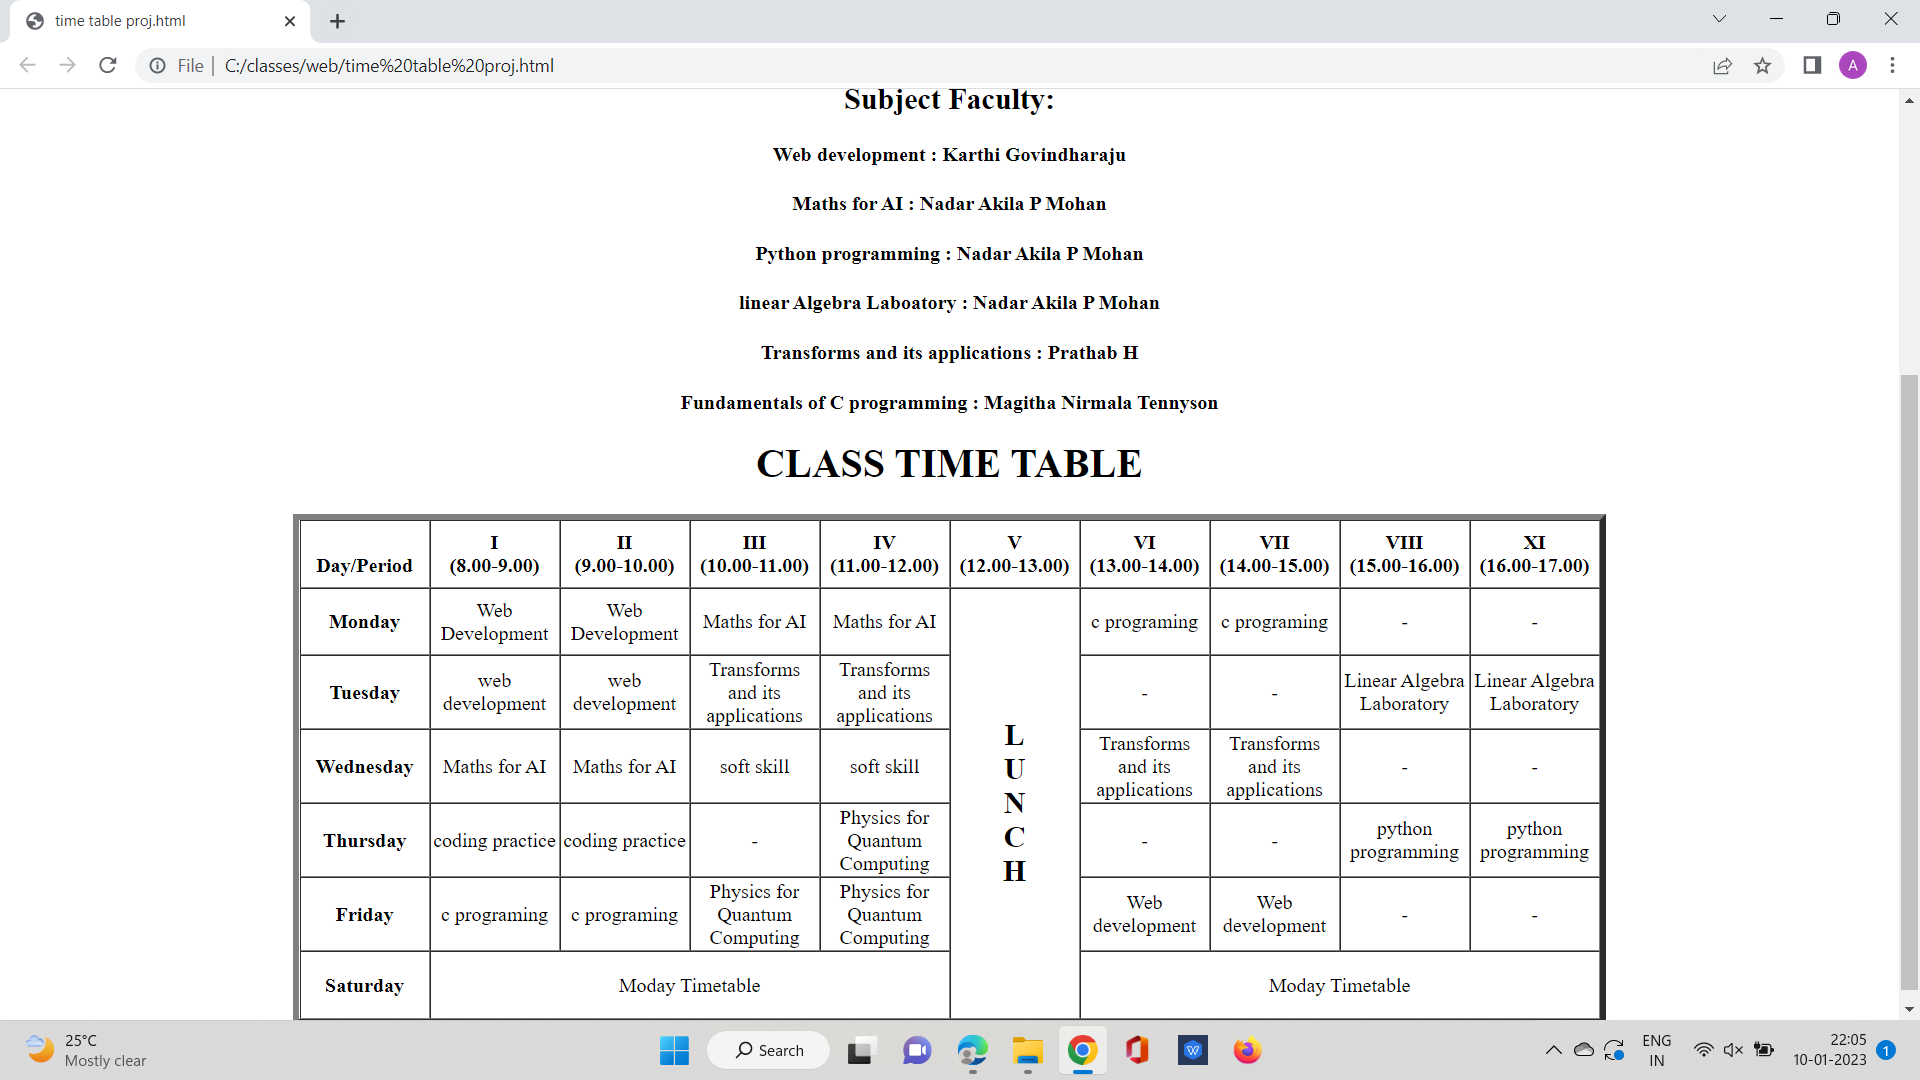 time table proj.html
File
C:/classes/web/time%20table%20proj.html
A
Subject Faculty:
Web development : Karthi Govindharaju
Maths for AI : Nadar Akila P Mohan
Python programming : Nadar Akila P Mohan
linear Algebra Laboatory : Nadar Akila P Mohan
Transforms and its applications : Prathab H
Fundamentals of C programming : Magitha Nirmala Tennyson
CLASS TIME TABLE
Day/Period
I
(8.00-9.00)
II
(9.00-10.00)
III
(10.00-11.00)
IV
(11.00-12.00)
V
(12.00-13.00)
VI
(13.00-14.00)
VII
(14.00-15.00)
VIII
(15.00-16.00)
XI
(16.00-17.00)
Monday
Web
Development
Web
Development
Maths for AI
Maths for AI
L
U
N
C
H
c programing
c programing
-
-
Tuesday
web
development
web
development
Transforms
and its
applications
Transforms
and its
applications
-
-
Linear Algebra
Laboratory
Linear Algebra
Laboratory
Wednesday
Maths for AI
Maths for AI
soft skill
soft skill
Transforms
and its
applications
Transforms
and its
applications
-
-
Thursday
coding practice
coding practice
-
Physics for
Quantum
Computing
-
-
python
programming
python
programming
Friday
c programing
c programing
Physics for
Quantum
Computing
Physics for
Quantum
Computing
Web
development
Web
development
-
-
Saturday
Moday Timetable
Moday Timetable
25°C
Mostly clear
Search
ENG
IN
22:05
10-01-2023
1